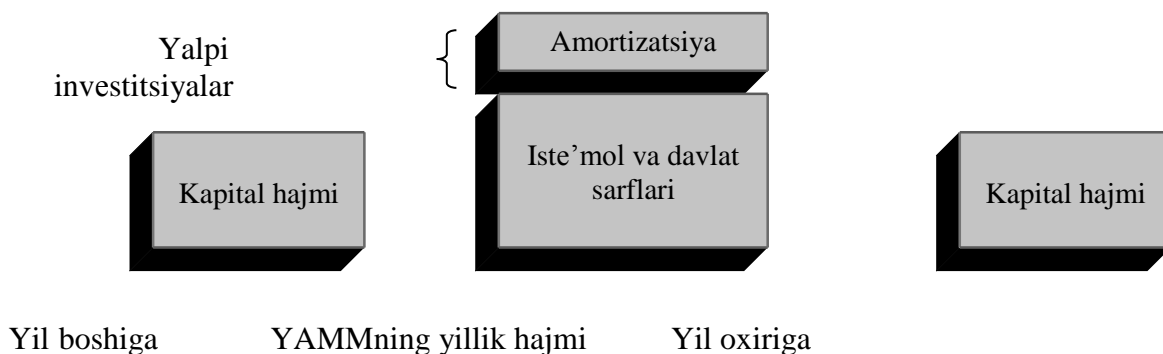 Yalpi
investitsiyalar
Amortizatsiya
Iste’mol va davlat
sarflari
Kapital hajmi
Kapital hajmi
Yil boshiga YAMMning yillik hajmi Yil oxiriga